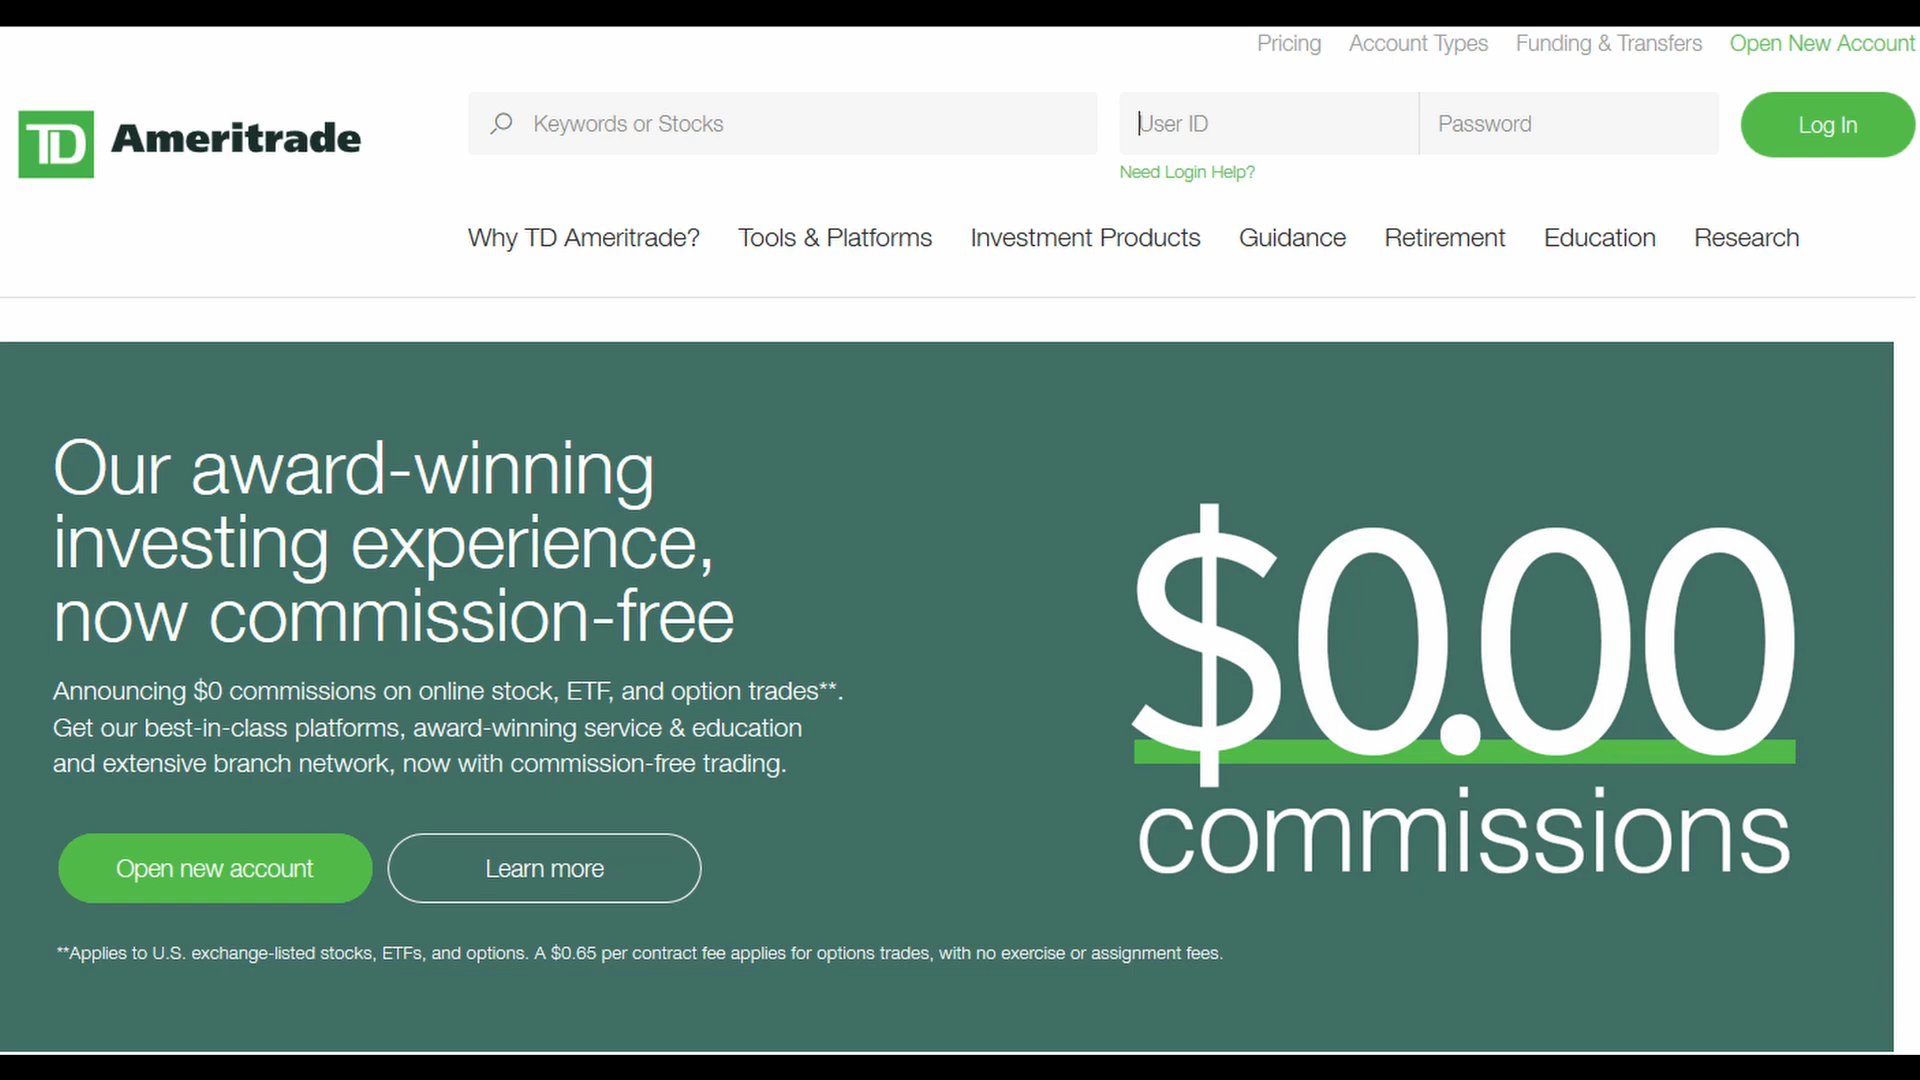 Pricing Account Types Funding & Transfers Open New Account
TD Ameritrade
Keywords or Stocks
User ID
Password
Log In
Need Login Help?
Why TD Ameritrade? Tools & Platforms Investment Products Guidance Retirement Education Research
Our award-winning
investing experience,
now commission-free
Announcing $0 commissions on online stock, ETF, and option trades**.
Get our best-in-class platforms, award-winning service & education
and extensive branch network, now with commission-free trading.
Open new account
Learn more
$0.00
commissions
**Applies to U.S. exchange-listed stocks, ETFs, and options. A $0.65 per contract fee applies for options trades, with no exercise or assignment fees.